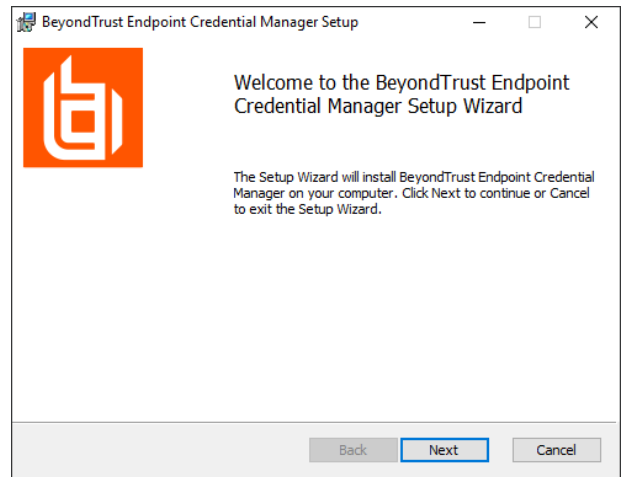 BeyondTrust Endpoint Credential Manager Setup
Welcome to the BeyondTrust Endpoint
Credential Manager Setup Wizard
The Setup Wizard will install BeyondTrust Endpoint Credential
Manager on your computer. Click Next to continue or Cancel
to exit the Setup Wizard.
Back Next Cancel